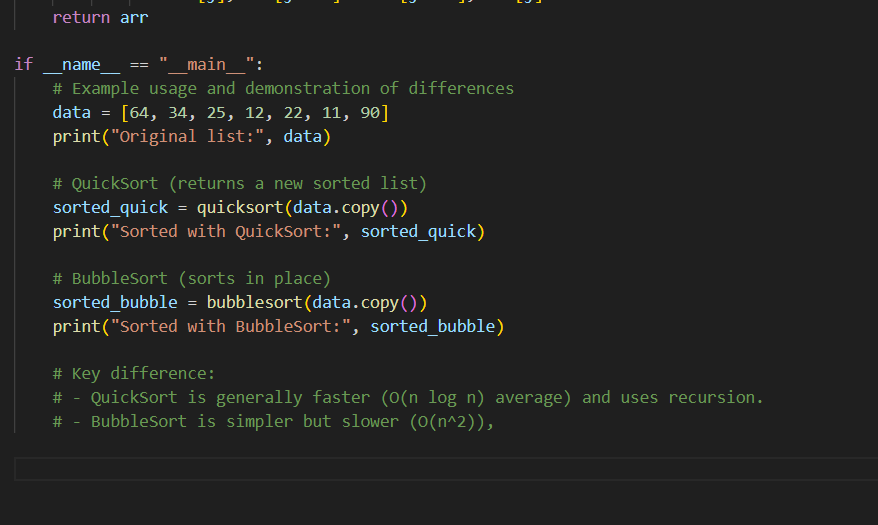 return arr
if __name__ == "__main__":
# Example usage and demonstration of differences
data = [64, 34, 25, 12, 22, 11, 90]
print("Original list:", data)
# QuickSort (returns a new sorted list)
sorted_quick = quicksort(data.copy())
print("Sorted with QuickSort:", sorted_quick)
# BubbleSort (sorts in place)
sorted_bubble = bubblesort(data.copy())
print("Sorted with BubbleSort:", sorted_bubble)
# Key difference:
# - QuickSort is generally faster (O(n log n) average) and uses recursion.
# - BubbleSort is simpler but slower (O(n^2)),